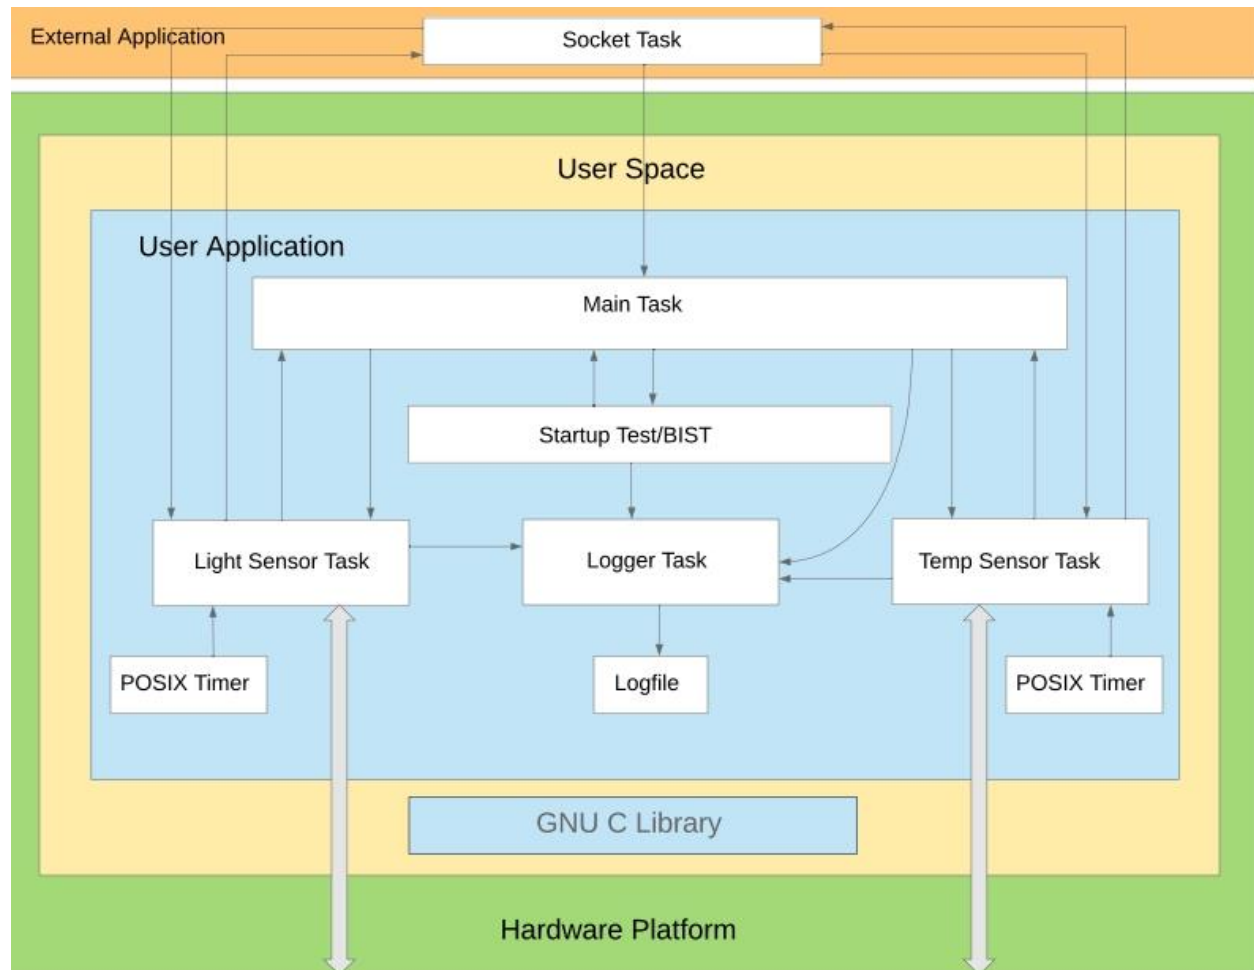 External Application
Socket Task
User Space
User Application
Main Task
Startup Test/BIST
Light Sensor Task
Logger Task
Temp Sensor Task
POSIX Timer
Logfile
POSIX Timer
GNU C Library
Hardware Platform